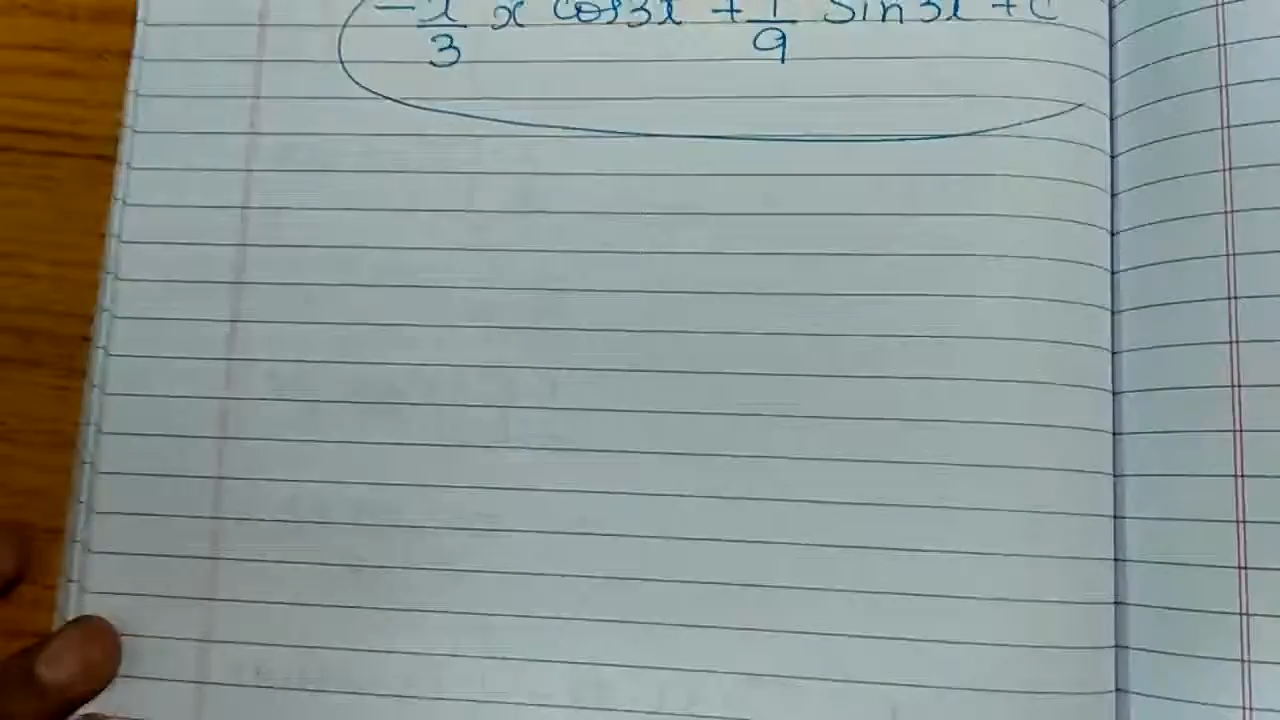 -1/3 x cos3x + 1/9 sin3x + C